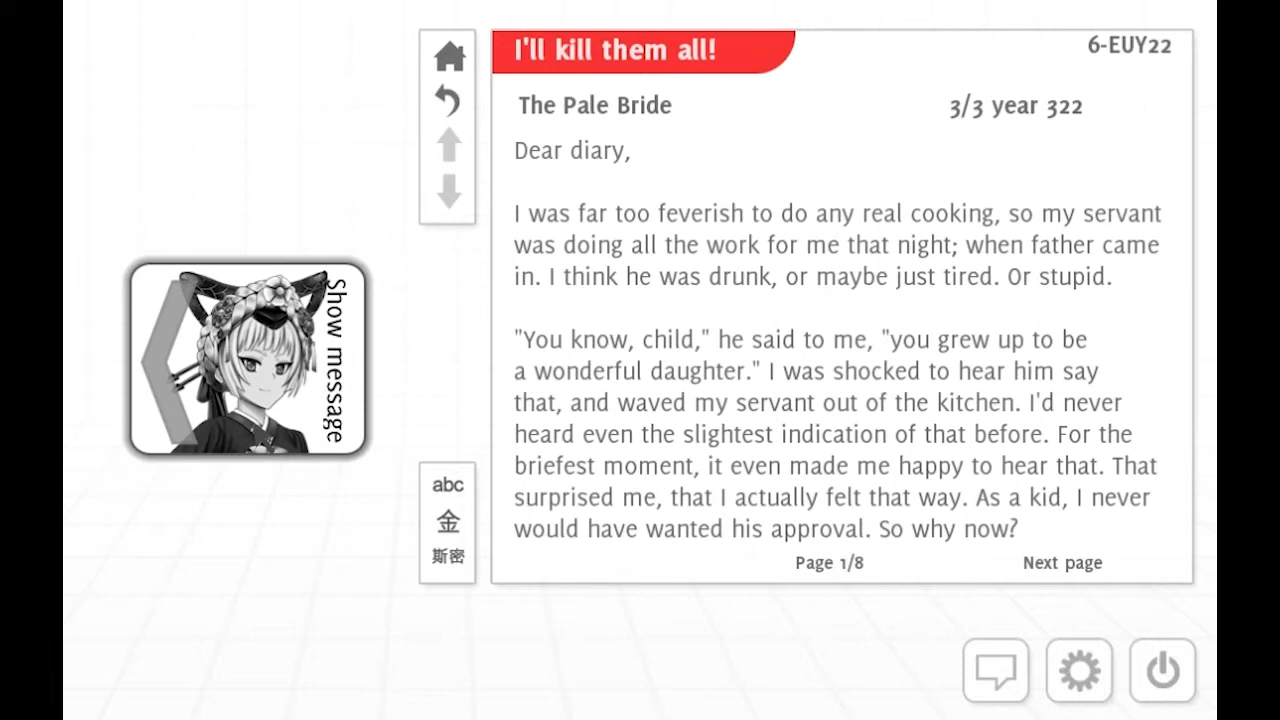 I'll kill them all!
6-EUY22
The Pale Bride
3/3 year 322
Dear diary,
I was far too feverish to do any real cooking, so my servant
was doing all the work for me that night; when father came
in. I think he was drunk, or maybe just tired. Or stupid.
"You know, child," he said to me, "you grew up to be
a wonderful daughter." I was shocked to hear him say
that, and waved my servant out of the kitchen. I'd never
heard even the slightest indication of that before. For the
briefest moment, it even made me happy to hear that. That
surprised me, that I actually felt that way. As a kid, I never
would have wanted his approval. So why now?
Page 1/8
Next page
Show message
abc
金
斯密